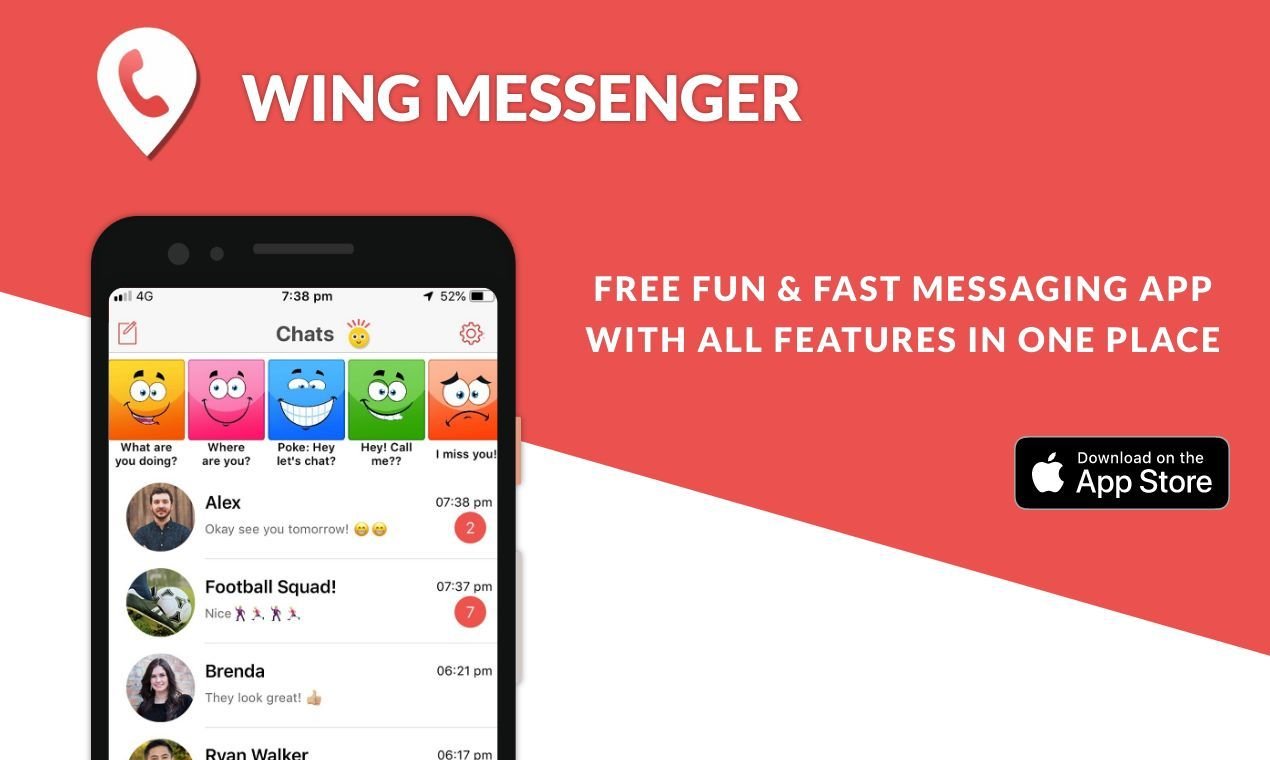 WING MESSENGER
FREE FUN & FAST MESSAGING APP
WITH ALL FEATURES IN ONE PLACE
Download on the
App Store
4G 7:38 pm 52%
Chats
What are
you doing?
Where
are you?
Poke: Hey
let's chat?
Hey! Call
me??
I miss you!
Alex 07:38 pm
Okay see you tomorrow! 😁😁 2
Football Squad! 07:37 pm
Nice 🕺🏃🕺🏃 7
Brenda 06:21 pm
They look great! 👍🏼
Ryan Walker 06:17 pm